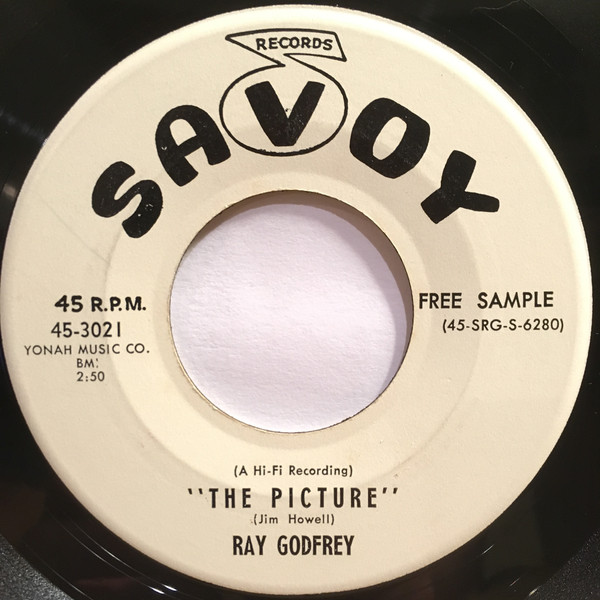 RECORDS
SAVOY
45 R.P.M.
45-3021
YONAH MUSIC CO.
BMI
2:50
FREE SAMPLE
(45-SRG-S-6280)
(A Hi-Fi Recording)
"THE PICTURE"
(Jim Howell)
RAY GODFREY